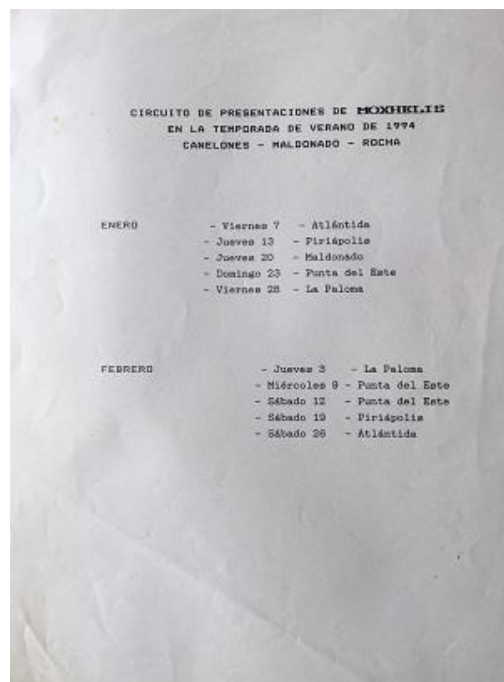 CIRCUITO DE PRESENTACIONES DE MOXHELIS
EN LA TEMPORADA DE VERANO DE 1994
CANELONES - MALDONADO - ROCHA
ENERO - Viernes 7 - Atlántida
- Jueves 13 - Piriápolis
- Jueves 20 - Maldonado
- Domingo 23 - Punta del Este
- Viernes 28 - La Paloma
FEBRERO - Jueves 3 - La Paloma
- Miércoles 9 - Punta del Este
- Sábado 12 - Punta del Este
- Sábado 19 - Piriápolis
- Sábado 26 - Atlántida